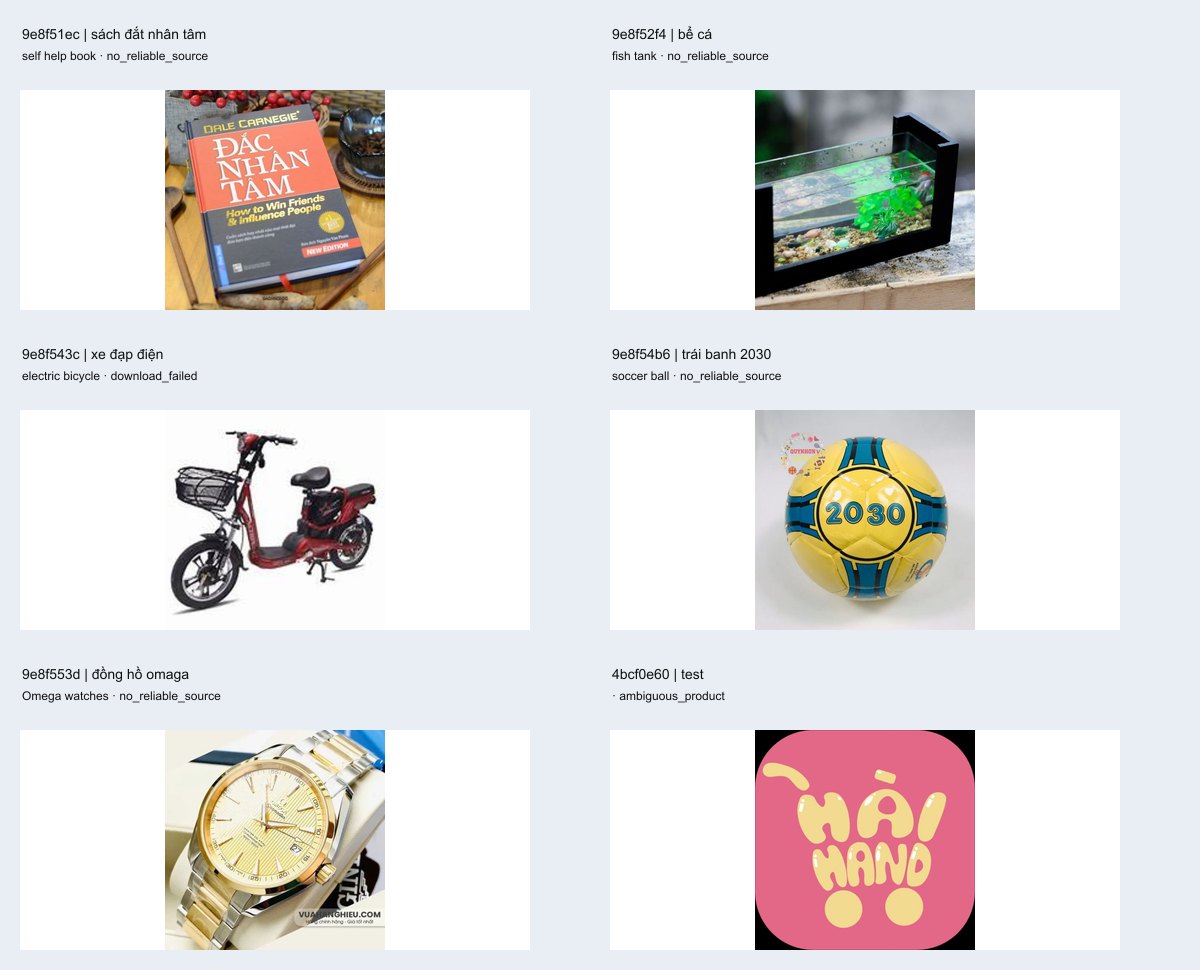 9e8f51ec | sách đắt nhân tâm
self help book · no_reliable_source
DALE CARNEGIE
ĐẮC
NHÂN
TÂM
How to Win Friends
& Influence People
NEW EDITION
9e8f52f4 | bể cá
fish tank · no_reliable_source
9e8f543c | xe đạp điện
electric bicycle · download_failed
9e8f54b6 | trái banh 2030
soccer ball · no_reliable_source
2030
9e8f553d | đồng hồ omaga
Omega watches · no_reliable_source
VUAHANGHIEU.COM
4bcf0e60 | test
· ambiguous_product
HÀI
HAND